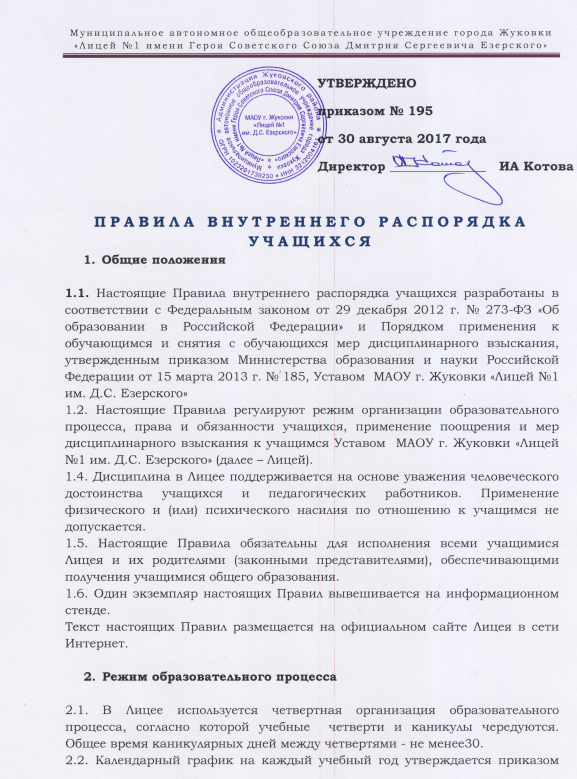 Муниципальное автономное общеобразовательное учреждение города Жуковки
«Лицей №1 имени Героя Советского Союза Дмитрия Сергеевича Езерского»
МАОУ г. Жуковки
«Лицей №1
им. Д.С. Езерского»
УТВЕРЖДЕНО
приказом № 195
от 30 августа 2017 года
Директор ИА Котова
ПРАВИЛА ВНУТРЕННЕГО РАСПОРЯДКА
УЧАЩИХСЯ
1. Общие положения
1.1. Настоящие Правила внутреннего распорядка учащихся разработаны в
соответствии с Федеральным законом от 29 декабря 2012 г. № 273-ФЗ «Об
образовании в Российской Федерации» и Порядком применения к
обучающимся и снятия с обучающихся мер дисциплинарного взыскания,
утвержденным приказом Министерства образования и науки Российской
Федерации от 15 марта 2013 г. № 185, Уставом МАОУ г. Жуковки «Лицей №1
им. Д.С. Езерского»
1.2. Настоящие Правила регулируют режим организации образовательного
процесса, права и обязанности учащихся, применение поощрения и мер
дисциплинарного взыскания к учащимся Уставом МАОУ г. Жуковки «Лицей
№1 им. Д.С. Езерского» (далее – Лицей).
1.4. Дисциплина в Лицее поддерживается на основе уважения человеческого
достоинства учащихся и педагогических работников. Применение
физического и (или) психического насилия по отношению к учащимся не
допускается.
1.5. Настоящие Правила обязательны для исполнения всеми учащимися
Лицея и их родителями (законными представителями), обеспечивающими
получения учащимися общего образования.
1.6. Один экземпляр настоящих Правил вывешивается на информационном
стенде.
Текст настоящих Правил размещается на официальном сайте Лицея в сети
Интернет.
2. Режим образовательного процесса
2.1. В Лицее используется четвертная организация образовательного
процесса, согласно которой учебные четверти и каникулы чередуются.
Общее время каникулярных дней между четвертями - не менее30.
2.2. Календарный график на каждый учебный год утверждается приказом